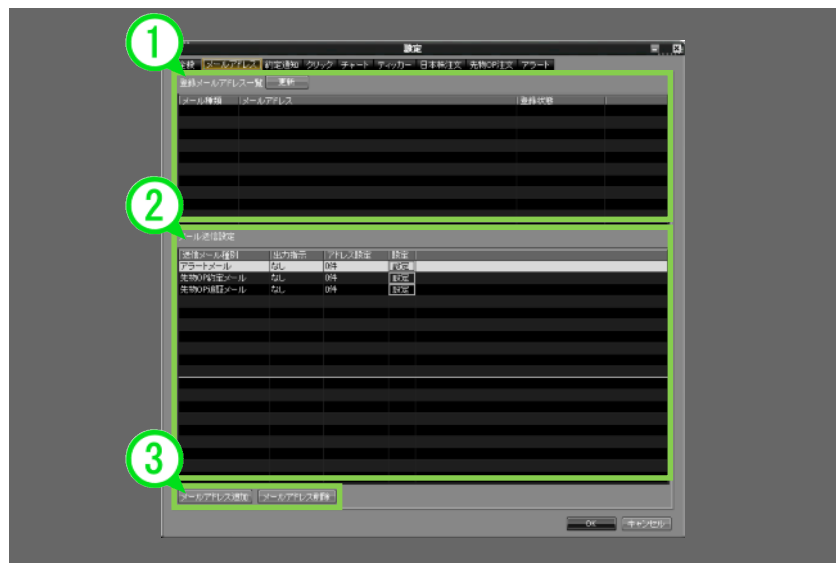 1
設定
全般 メールアドレス 約定通知 クリック チャート ティッカー 日本株注文 先物OP注文 アラート
登録メールアドレス一覧 更新
メール種類 メールアドレス 登録状態
2
メール送信設定
送信メール種別 出力指示 アドレス設定 設定
アラートメール なし 0件 設定
先物OP約定メール なし 0件 設定
先物OP追証メール なし 0件 設定
3
メールアドレス追加 メールアドレス削除
OK キャンセル